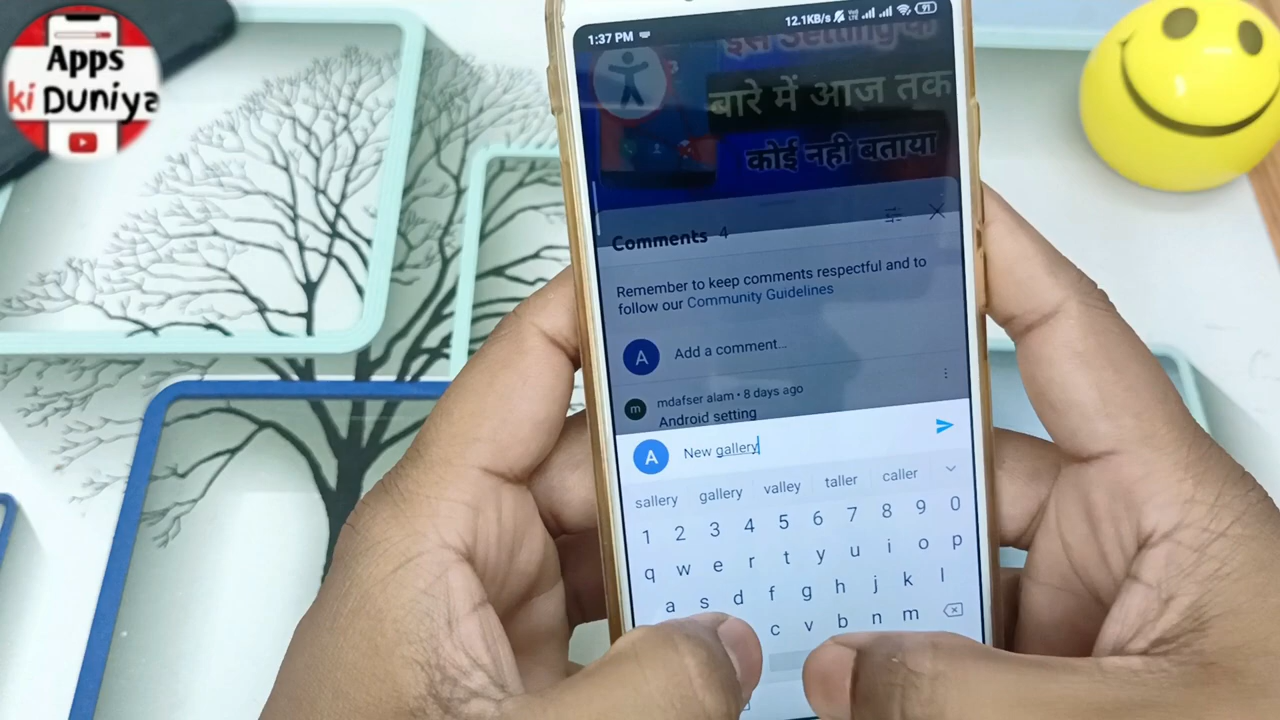 Apps
ki Duniya
1:37 PM
12.1KB/s
91
इस Setting के
बारे में आज तक
कोई नही बताया
Comments 4
Remember to keep comments respectful and to
follow our Community Guidelines
A
Add a comment...
m
mdafser alam • 8 days ago
Android setting
A
New gallery
sallery gallery valley taller caller
1 2 3 4 5 6 7 8 9 0
q w e r t y u i o p
a s d f g h j k l
c v b n m